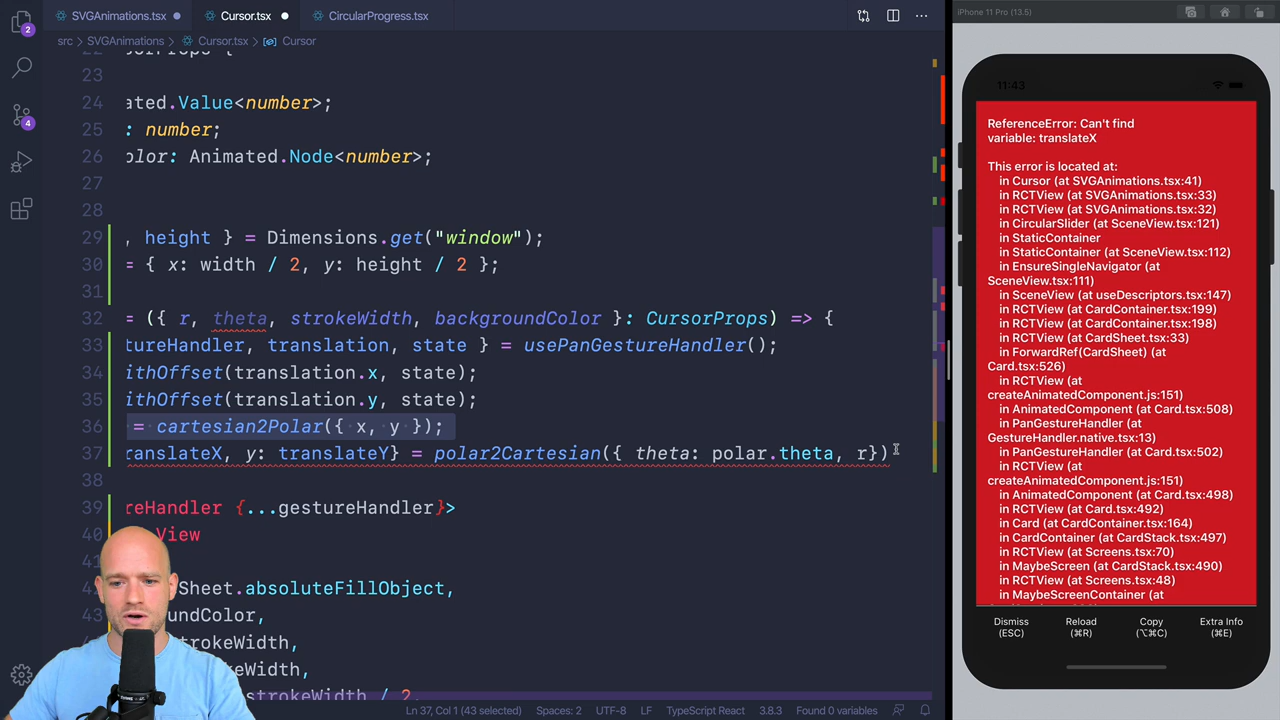 SVGAnimations.tsx
Cursor.tsx
CircularProgress.tsx
iPhone 11 Pro (13.5)
src > SVGAnimations > Cursor.tsx > Cursor
23
24 ated.Value<number>;
25 : number;
26 olor: Animated.Node<number>;
27
28
29 , height } = Dimensions.get("window");
30 = { x: width / 2, y: height / 2 };
31
32 = ({ r, theta, strokeWidth, backgroundColor }: CursorProps) => {
33 tureHandler, translation, state } = usePanGestureHandler();
34 ithOffset(translation.x, state);
35 ithOffset(translation.y, state);
36 = cartesian2Polar({ x, y });
37 ranslateX, y: translateY} = polar2Cartesian({ theta: polar.theta, r})
38
39 reHandler {...gestureHandler}>
40 View
41
42 Sheet.absoluteFillObject,
43 undColor,
trokeWidth,
Width,
strokeWidth / 2,
2
4
Ln 37, Col 1 (43 selected)
Spaces: 2
UTF-8
LF
TypeScript React
3.8.3
Found 0 variables
11:43
ReferenceError: Can't find
variable: translateX
This error is located at:
in Cursor (at SVGAnimations.tsx:41)
in RCTView (at SVGAnimations.tsx:33)
in RCTView (at SVGAnimations.tsx:32)
in CircularSlider (at SceneView.tsx:121)
in StaticContainer
in StaticContainer (at SceneView.tsx:112)
in EnsureSingleNavigator (at
SceneView.tsx:111)
in SceneView (at useDescriptors.tsx:147)
in RCTView (at CardContainer.tsx:199)
in RCTView (at CardContainer.tsx:198)
in RCTView (at CardSheet.tsx:33)
in ForwardRef(CardSheet) (at
Card.tsx:526)
in RCTView (at
createAnimatedComponent.js:151)
in AnimatedComponent (at Card.tsx:508)
in PanGestureHandler (at
GestureHandler.native.tsx:13)
in PanGestureHandler (at Card.tsx:502)
in RCTView (at
createAnimatedComponent.js:151)
in AnimatedComponent (at Card.tsx:498)
in RCTView (at Card.tsx:492)
in Card (at CardContainer.tsx:164)
in CardContainer (at CardStack.tsx:497)
in RCTView (at Screens.tsx:70)
in MaybeScreen (at CardStack.tsx:490)
in RCTView (at Screens.tsx:48)
in MaybeScreenContainer (at
Dismiss
(ESC)
Reload
(⌘R)
Copy
(⌥⌘C)
Extra Info
(⌘E)